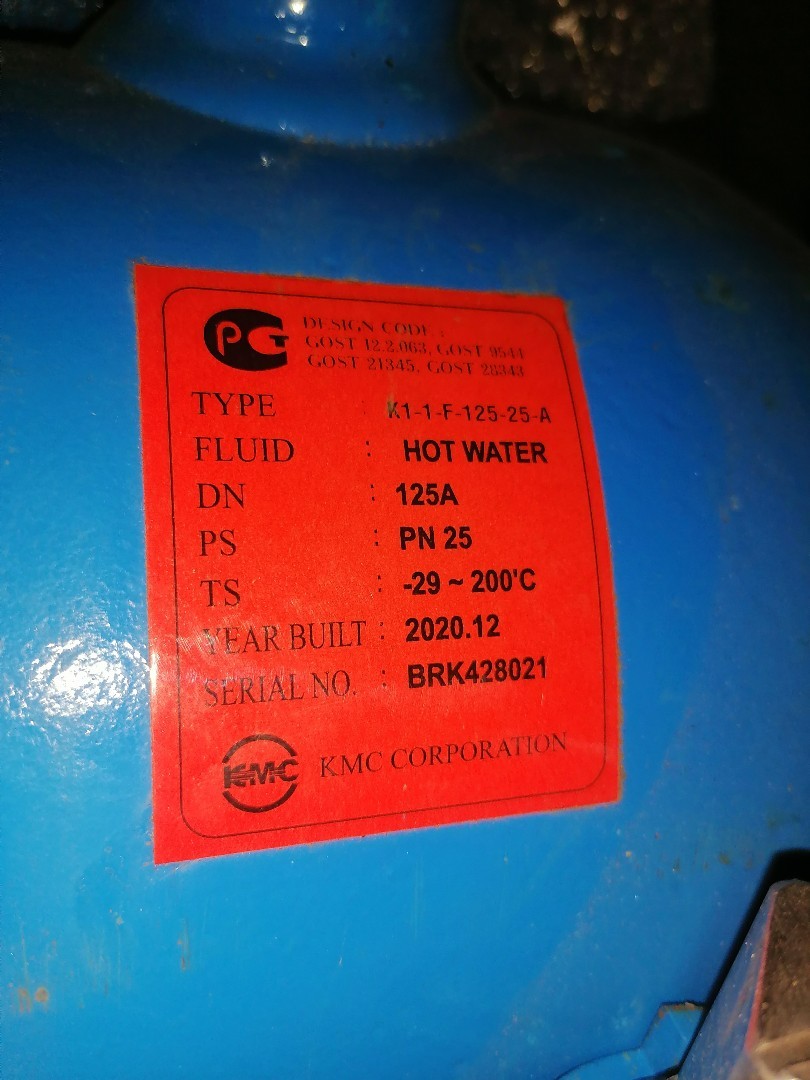 PG
DESIGN CODE :
GOST 12.2.063, GOST 9544
GOST 21345, GOST 28343
TYPE : K1-1-F-125-25-A
FLUID : HOT WATER
DN : 125A
PS : PN 25
TS : -29 ~ 200'C
YEAR BUILT : 2020.12
SERIAL NO. : BRK428021
KMC KMC CORPORATION